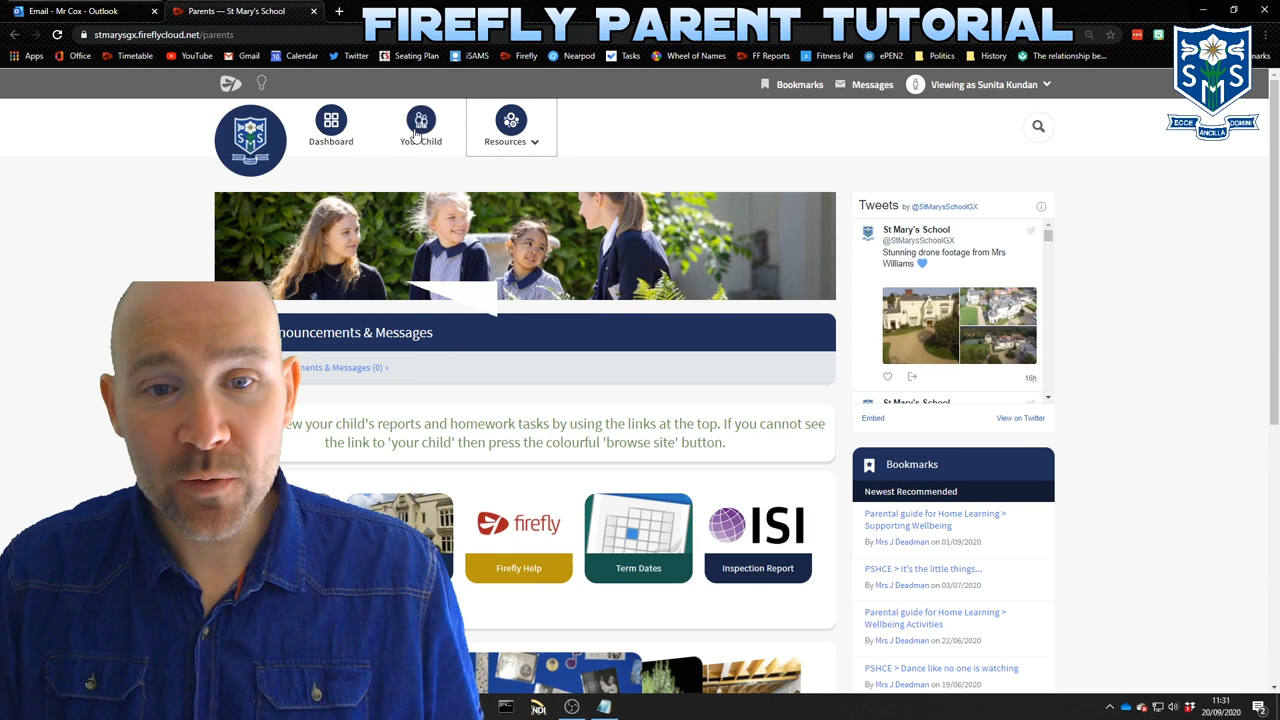 FIREFLY PARENT TUTORIAL
stmarysgx.fireflycloud.net/parents
Apps Cpd Outlook Timetable YouTube Gmail Calendar Twitter Seating Plan iSAMS Firefly Nearpod Tasks Wheel of Names FF Reports Fitness Pal ePEN2 Politics History The relationship be...
Bookmarks Messages Viewing as Sunita Kundan
S M S
ECCE ANCILLA DOMINI
Dashboard
Your Child
Resources
Tweets by @StMarysSchoolGX
St Mary's School
@StMarysSchoolGX
Stunning drone footage from Mrs
Williams
16h
St Mary's School
Embed
View on Twitter
nouncements & Messages
ments & Messages (0) »
ew your child's reports and homework tasks by using the links at the top. If you cannot see
the link to 'your child' then press the colourful 'browse site' button.
firefly
Firefly Help
Term Dates
ISI
Inspection Report
Bookmarks
Newest Recommended
Parental guide for Home Learning >
Supporting Wellbeing
By Mrs J Deadman on 01/09/2020
PSHCE > It's the little things...
By Mrs J Deadman on 03/07/2020
Parental guide for Home Learning >
Wellbeing Activities
By Mrs J Deadman on 22/06/2020
PSHCE > Dance like no one is watching
By Mrs J Deadman on 19/06/2020
NDI
11:31
20/09/2020